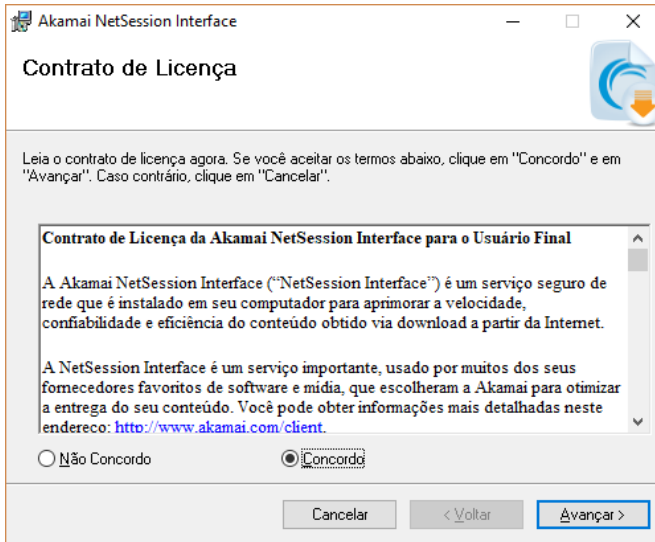 Akamai NetSession Interface
Contrato de Licença
Leia o contrato de licença agora. Se você aceitar os termos abaixo, clique em "Concordo" e em
"Avançar". Caso contrário, clique em "Cancelar".
Contrato de Licença da Akamai NetSession Interface para o Usuário Final
A Akamai NetSession Interface (“NetSession Interface”) é um serviço seguro de
rede que é instalado em seu computador para aprimorar a velocidade,
confiabilidade e eficiência do conteúdo obtido via download a partir da Internet.
A NetSession Interface é um serviço importante, usado por muitos dos seus
fornecedores favoritos de software e mídia, que escolheram a Akamai para otimizar
a entrega do seu conteúdo. Você pode obter informações mais detalhadas neste
endereço: http://www.akamai.com/client.
Não Concordo
Concordo
Cancelar
< Voltar
Avançar >